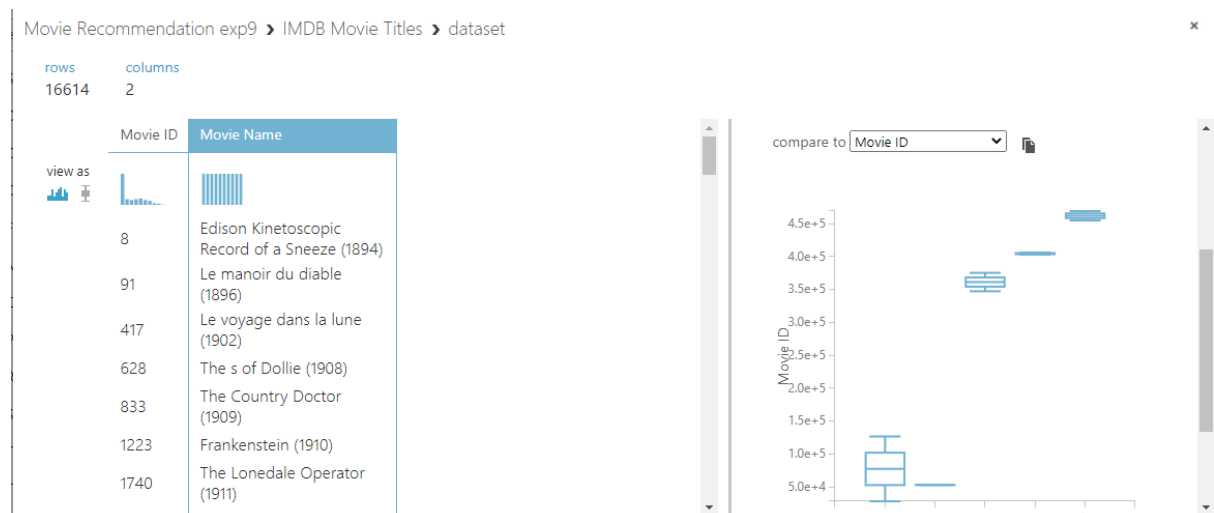 Movie Recommendation exp9 › IMDB Movie Titles › dataset
×
rows columns
16614 2
Movie ID Movie Name
view as
8 Edison Kinetoscopic
Record of a Sneeze (1894)
91 Le manoir du diable
(1896)
417 Le voyage dans la lune
(1902)
628 The s of Dollie (1908)
833 The Country Doctor
(1909)
1223 Frankenstein (1910)
1740 The Lonedale Operator
(1911)
compare to Movie ID
Movie ID
4.5e+5
4.0e+5
3.5e+5
3.0e+5
2.5e+5
2.0e+5
1.5e+5
1.0e+5
5.0e+4